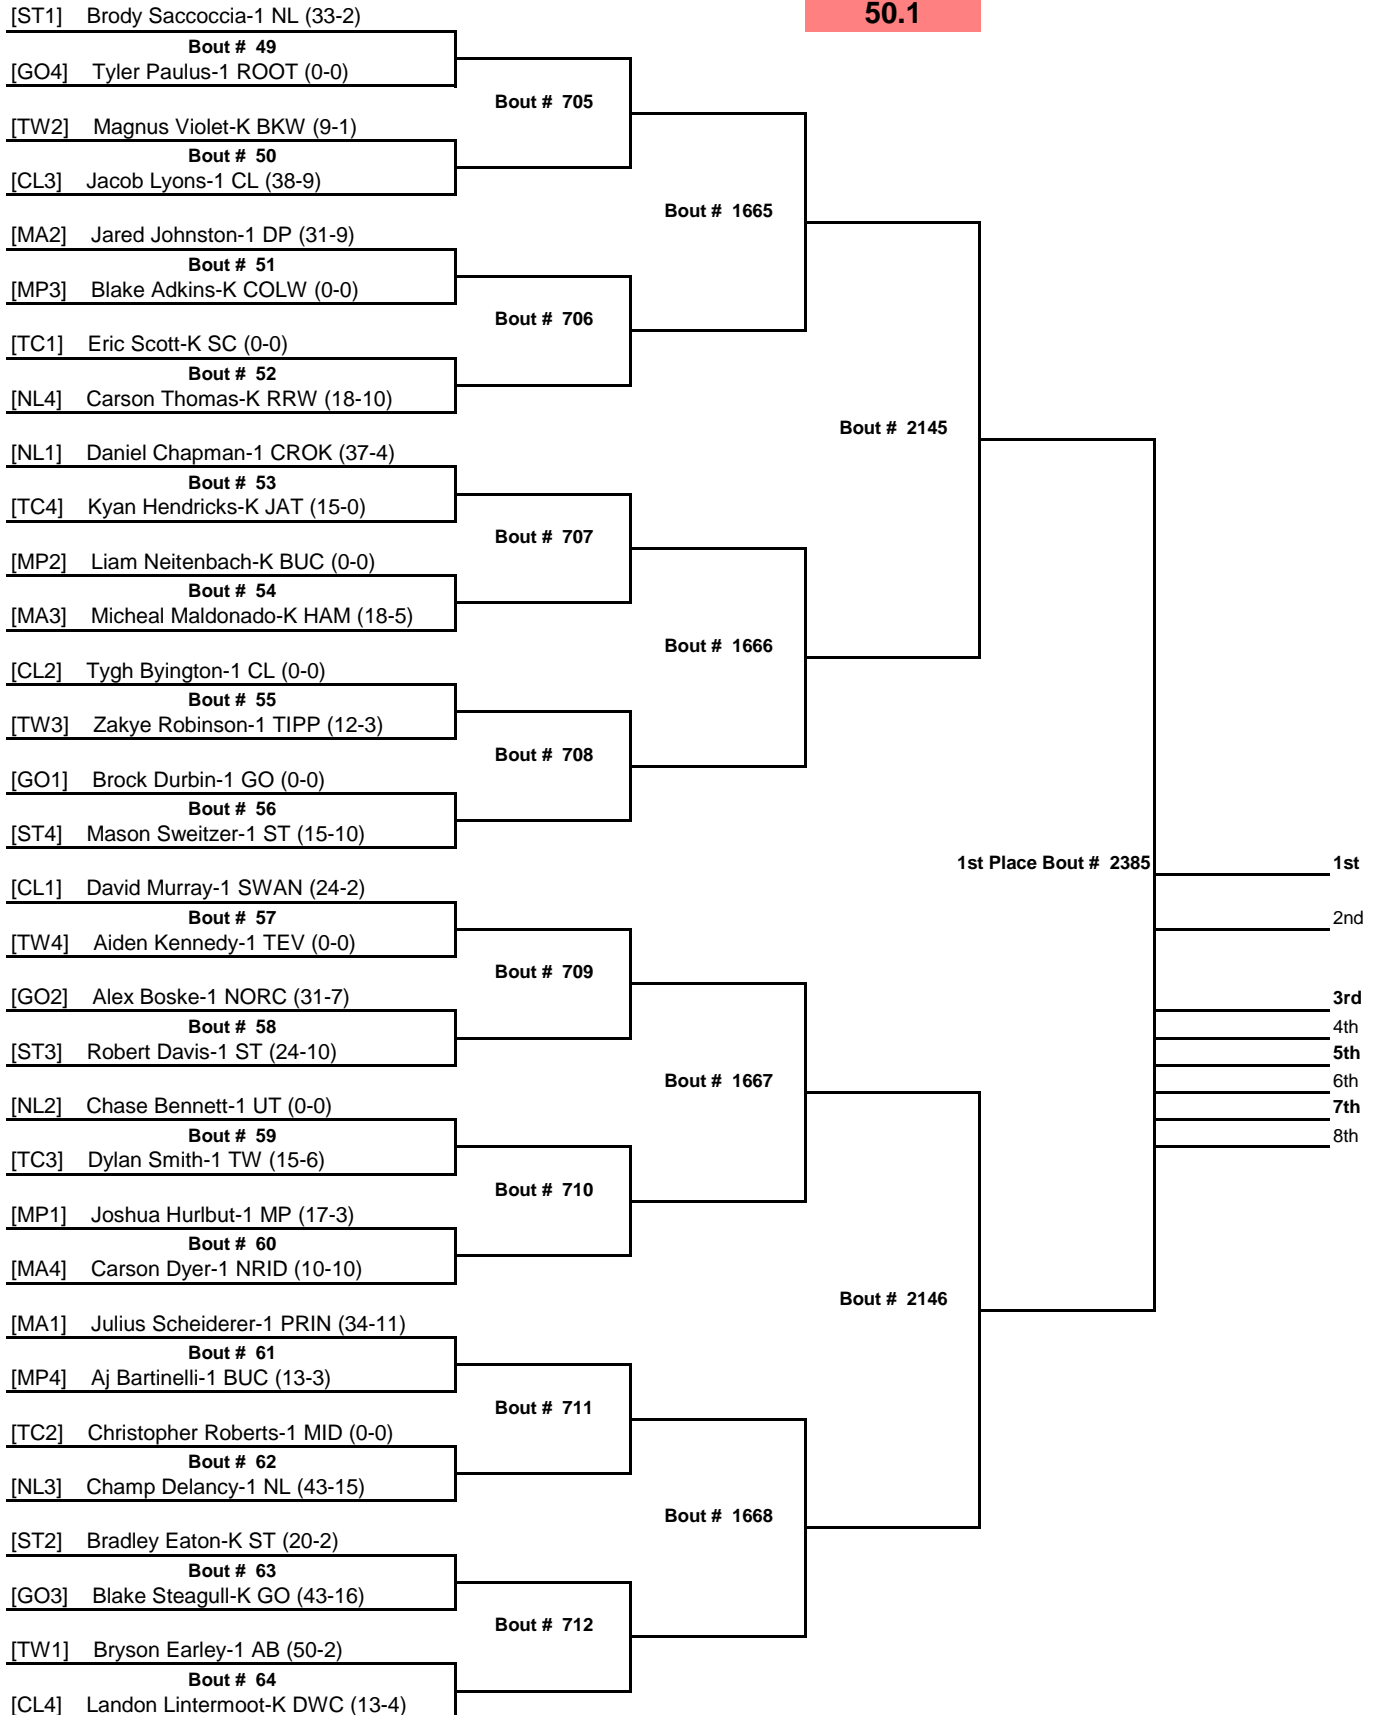 [ST1] Brody Saccoccia-1 NL (33-2)
50.1
Bout # 49
[GO4] Tyler Paulus-1 ROOT (0-0)
Bout # 705
[TW2] Magnus Violet-K BKW (9-1)
Bout # 50
[CL3] Jacob Lyons-1 CL (38-9)
Bout # 1665
[MA2] Jared Johnston-1 DP (31-9)
Bout # 51
[MP3] Blake Adkins-K COLW (0-0)
Bout # 706
[TC1] Eric Scott-K SC (0-0)
Bout # 52
[NL4] Carson Thomas-K RRW (18-10)
Bout # 2145
[NL1] Daniel Chapman-1 CROK (37-4)
Bout # 53
[TC4] Kyan Hendricks-K JAT (15-0)
Bout # 707
[MP2] Liam Neitenbach-K BUC (0-0)
Bout # 54
[MA3] Micheal Maldonado-K HAM (18-5)
Bout # 1666
[CL2] Tygh Byington-1 CL (0-0)
Bout # 55
[TW3] Zakye Robinson-1 TIPP (12-3)
Bout # 708
[GO1] Brock Durbin-1 GO (0-0)
Bout # 56
[ST4] Mason Sweitzer-1 ST (15-10)
1st Place Bout # 2385
1st
[CL1] David Murray-1 SWAN (24-2)
Bout # 57
2nd
[TW4] Aiden Kennedy-1 TEV (0-0)
Bout # 709
[GO2] Alex Boske-1 NORC (31-7)
3rd
Bout # 58
4th
[ST3] Robert Davis-1 ST (24-10)
5th
Bout # 1667
6th
[NL2] Chase Bennett-1 UT (0-0)
7th
Bout # 59
8th
[TC3] Dylan Smith-1 TW (15-6)
Bout # 710
[MP1] Joshua Hurlbut-1 MP (17-3)
Bout # 60
[MA4] Carson Dyer-1 NRID (10-10)
Bout # 2146
[MA1] Julius Scheiderer-1 PRIN (34-11)
Bout # 61
[MP4] Aj Bartinelli-1 BUC (13-3)
Bout # 711
[TC2] Christopher Roberts-1 MID (0-0)
Bout # 62
[NL3] Champ Delancy-1 NL (43-15)
Bout # 1668
[ST2] Bradley Eaton-K ST (20-2)
Bout # 63
[GO3] Blake Steagull-K GO (43-16)
Bout # 712
[TW1] Bryson Earley-1 AB (50-2)
Bout # 64
[CL4] Landon Lintermoot-K DWC (13-4)